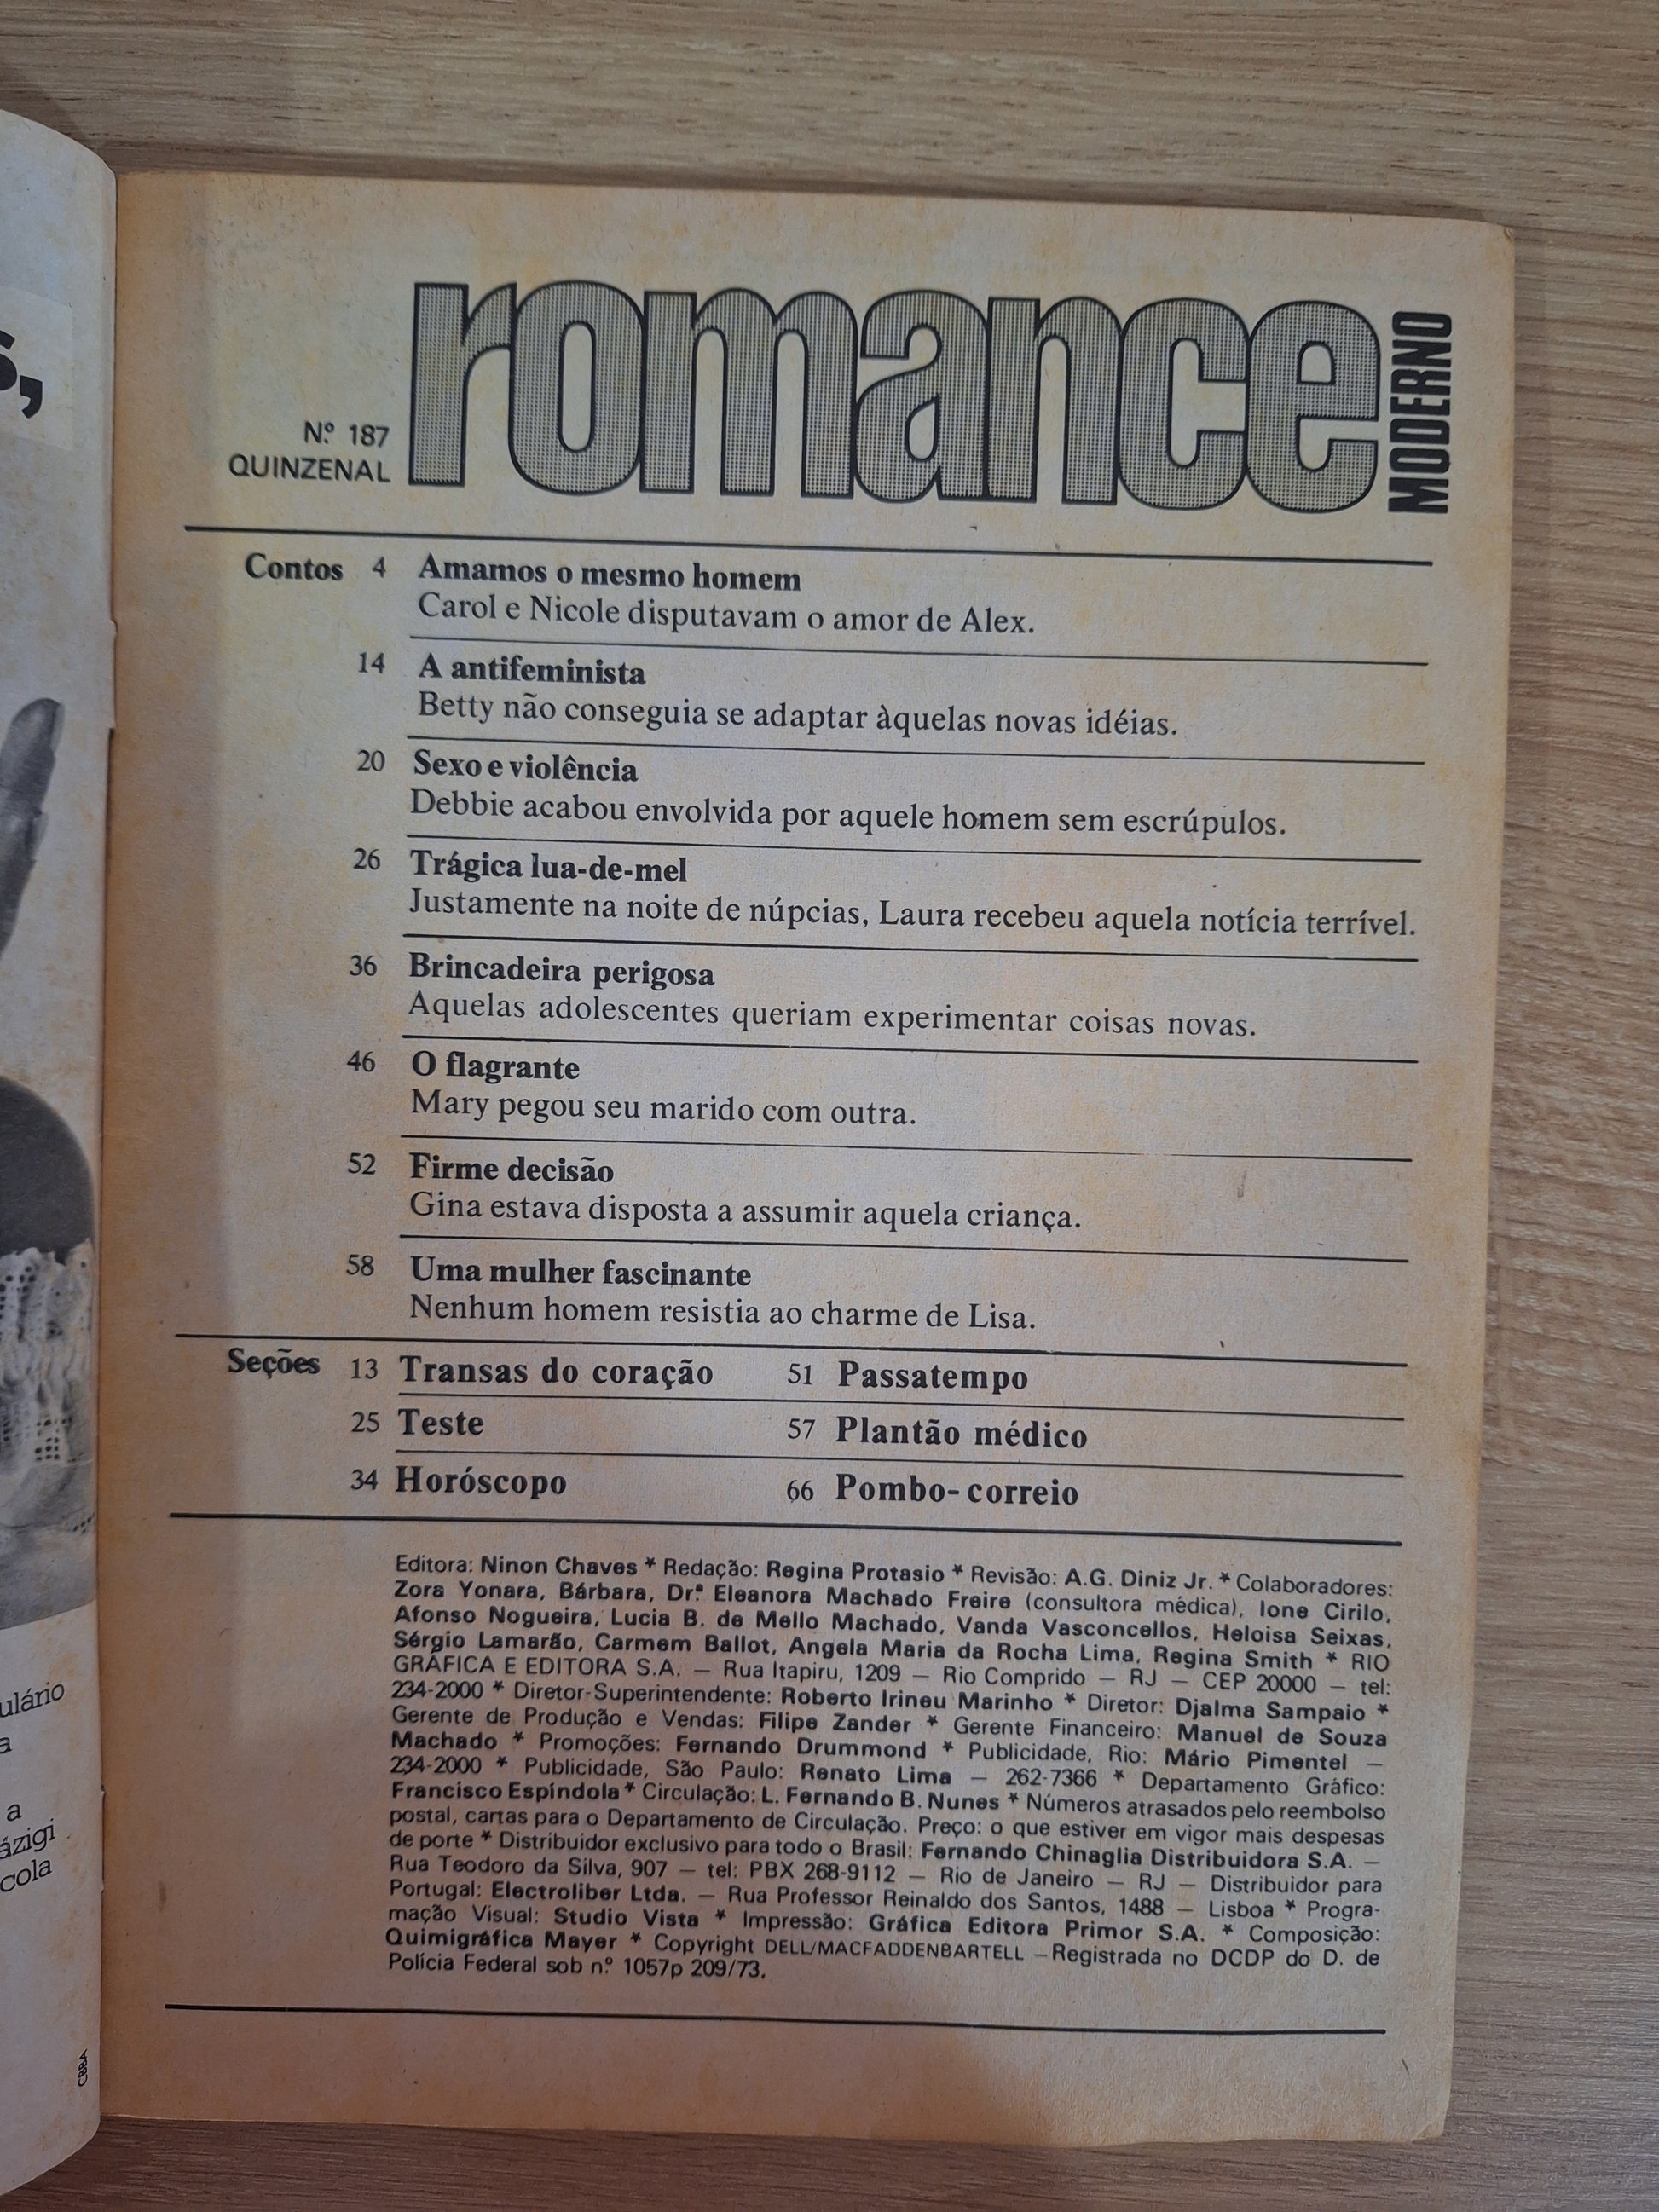 s,
ulário
a
a
ázigi
cola
CBBA
romance
MODERNO
N.º 187
QUINZENAL
Contos 4 Amamos o mesmo homem
Carol e Nicole disputavam o amor de Alex.
14 A antifeminista
Betty não conseguia se adaptar àquelas novas idéias.
20 Sexo e violência
Debbie acabou envolvida por aquele homem sem escrúpulos.
26 Trágica lua-de-mel
Justamente na noite de núpcias, Laura recebeu aquela notícia terrível.
36 Brincadeira perigosa
Aquelas adolescentes queriam experimentar coisas novas.
46 O flagrante
Mary pegou seu marido com outra.
52 Firme decisão
Gina estava disposta a assumir aquela criança.
58 Uma mulher fascinante
Nenhum homem resistia ao charme de Lisa.
Seções 13 Transas do coração 51 Passatempo
25 Teste 57 Plantão médico
34 Horóscopo 66 Pombo-correio
Editora: Ninon Chaves * Redação: Regina Protasio * Revisão: A.G. Diniz Jr. * Colaboradores:
Zora Yonara, Bárbara, Dr.ª Eleanora Machado Freire (consultora médica), Ione Cirilo,
Afonso Nogueira, Lucia B. de Mello Machado, Vanda Vasconcellos, Heloisa Seixas,
Sérgio Lamarão, Carmem Ballot, Angela Maria da Rocha Lima, Regina Smith * RIO
GRÁFICA E EDITORA S.A. — Rua Itapiru, 1209 — Rio Comprido — RJ — CEP 20000 — tel:
234-2000 * Diretor-Superintendente: Roberto Irineu Marinho * Diretor: Djalma Sampaio *
Gerente de Produção e Vendas: Filipe Zander * Gerente Financeiro: Manuel de Souza
Machado * Promoções: Fernando Drummond * Publicidade, Rio: Mário Pimentel —
234-2000 * Publicidade, São Paulo: Renato Lima — 262-7366 * Departamento Gráfico:
Francisco Espíndola * Circulação: L. Fernando B. Nunes * Números atrasados pelo reembolso
postal, cartas para o Departamento de Circulação. Preço: o que estiver em vigor mais despesas
de porte * Distribuidor exclusivo para todo o Brasil: Fernando Chinaglia Distribuidora S.A. —
Rua Teodoro da Silva, 907 — tel: PBX 268-9112 — Rio de Janeiro — RJ — Distribuidor para
Portugal: Electroliber Ltda. — Rua Professor Reinaldo dos Santos, 1488 — Lisboa * Progra-
mação Visual: Studio Vista * Impressão: Gráfica Editora Primor S.A. * Composição:
Quimigráfica Mayer * Copyright DELL/MACFADDENBARTELL — Registrada no DCDP do D. de
Polícia Federal sob n.º 1057p 209/73.